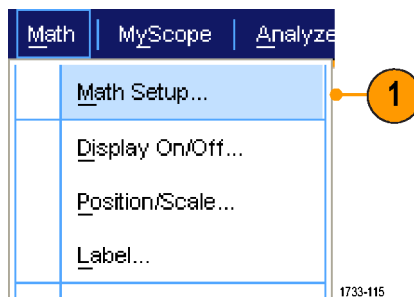 Math MyScope Analyze
Math Setup...
1
Display On/Off...
Position/Scale...
Label...
1733-115